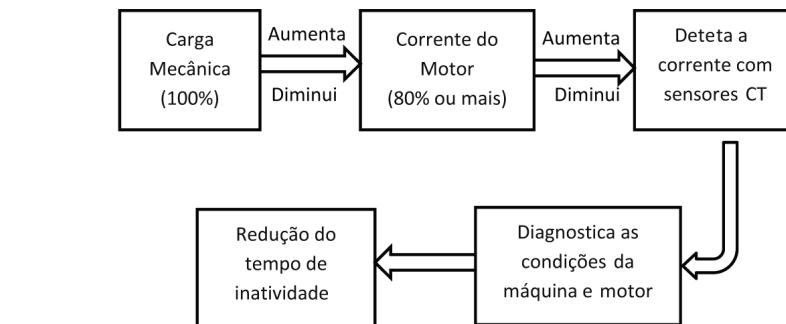 Carga
Mecânica
(100%)
Aumenta
Diminui
Corrente do
Motor
(80% ou mais)
Aumenta
Diminui
Deteta a
corrente com
sensores CT
Diagnostica as
condições da
máquina e motor
Redução do
tempo de
inatividade